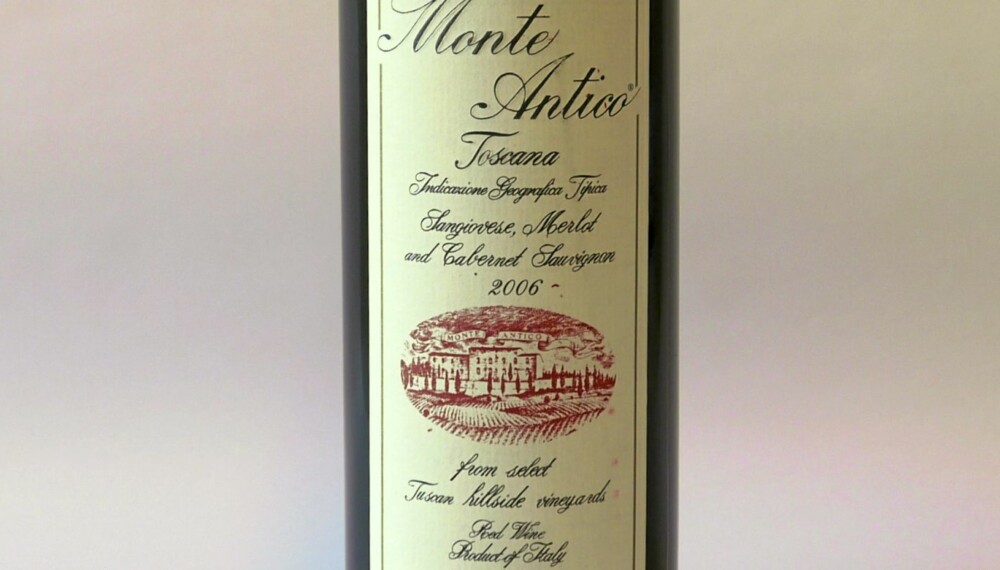 Monte
Antico®
Toscana
Indicazione Geografica Tipica
Sangiovese, Merlot
and Cabernet Sauvignon
2006
MONTE ANTICO
from select
Tuscan hillside vineyards
Red Wine
Product of Italy